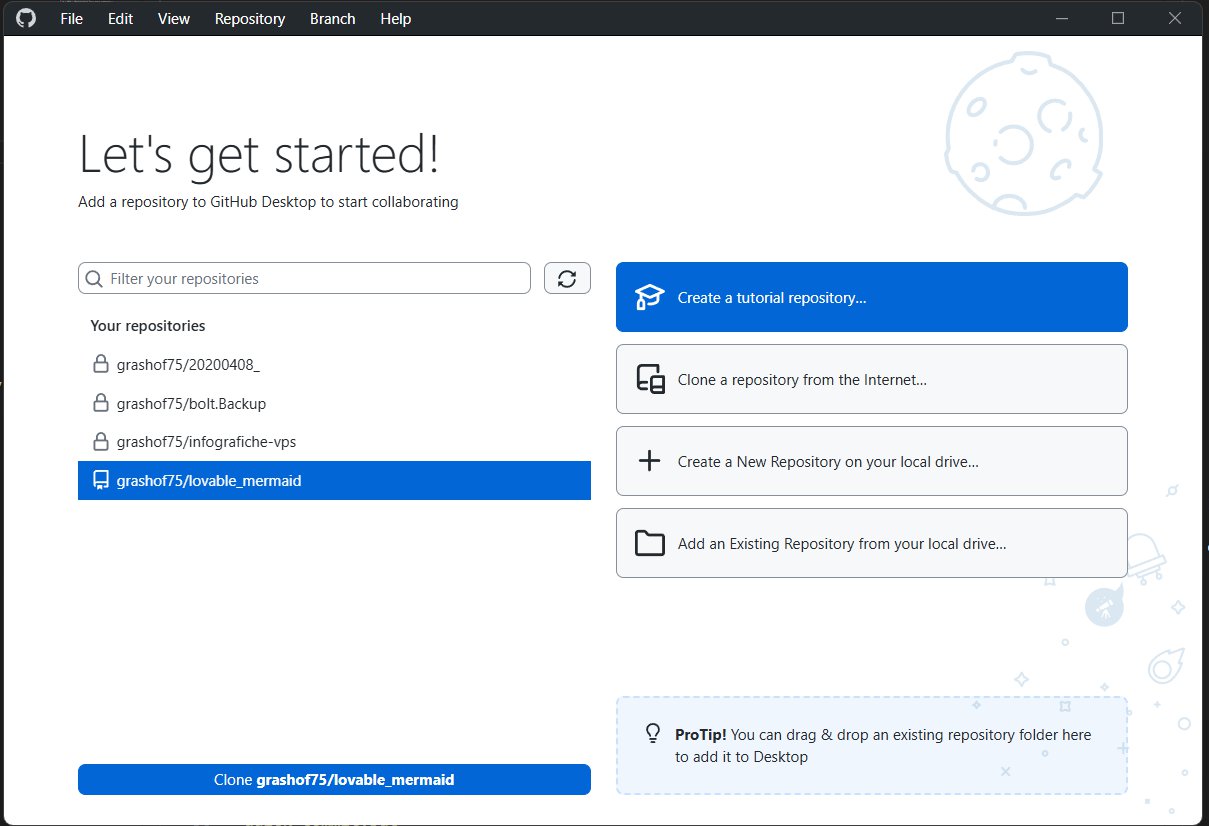 File Edit View Repository Branch Help
Let's get started!
Add a repository to GitHub Desktop to start collaborating
Filter your repositories
Your repositories
grashof75/20200408_
grashof75/bolt.Backup
grashof75/infografiche-vps
grashof75/lovable_mermaid
Clone grashof75/lovable_mermaid
Create a tutorial repository...
Clone a repository from the Internet...
Create a New Repository on your local drive...
Add an Existing Repository from your local drive...
ProTip! You can drag & drop an existing repository folder here
to add it to Desktop